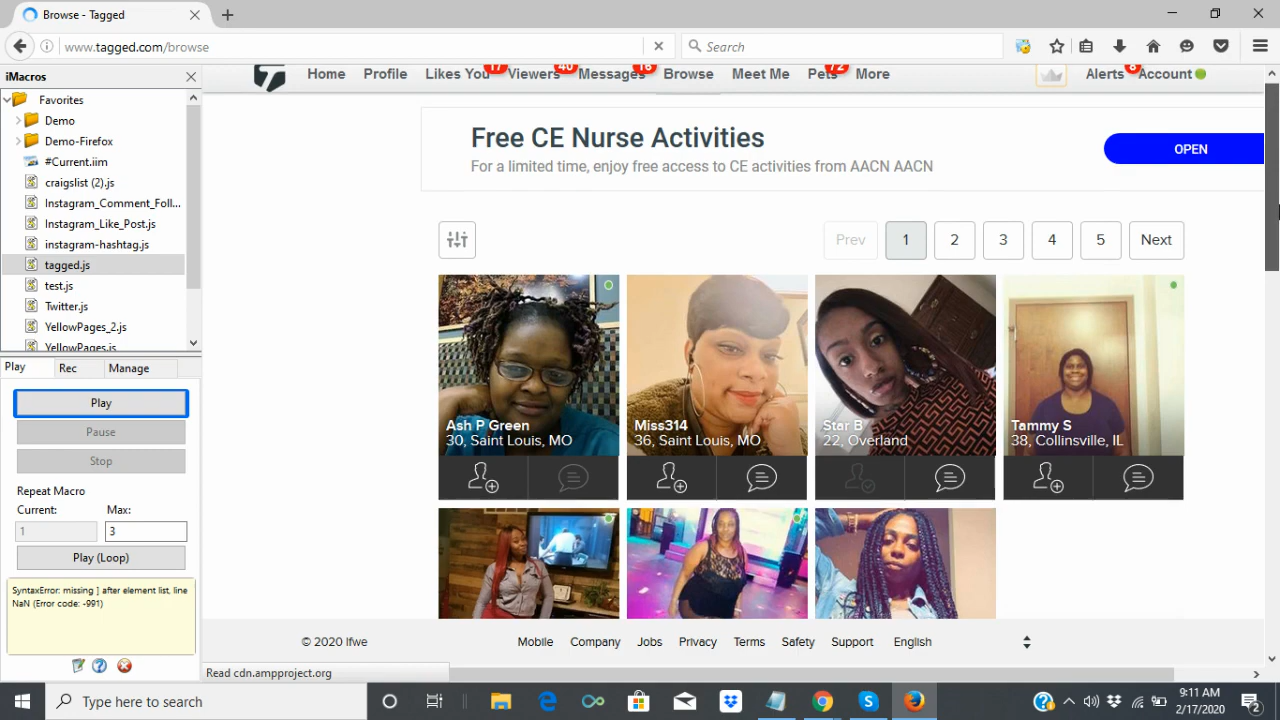 Browse - Tagged
www.tagged.com/browse
Search
iMacros
Favorites
Demo
Demo-Firefox
#Current.iim
craigslist (2).js
Instagram_Comment_Foll...
Instagram_Like_Post.js
instagram-hashtag.js
tagged.js
test.js
Twitter.js
YellowPages_2.js
YellowPages.js
Play Rec Manage
Play
Pause
Stop
Repeat Macro
Current: Max:
1 3
Play (Loop)
SyntaxError: missing ] after element list, line
NaN (Error code: -991)
Home Profile Likes You 17 Viewers 40 Messages 16 Browse Meet Me Pets 72 More Alerts 8 Account
Free CE Nurse Activities
For a limited time, enjoy free access to CE activities from AACN AACN
OPEN
Prev 1 2 3 4 5 Next
Ash P Green
30, Saint Louis, MO
Miss314
36, Saint Louis, MO
Star B
22, Overland
Tammy S
38, Collinsville, IL
© 2020 Ifwe Mobile Company Jobs Privacy Terms Safety Support English
Read cdn.ampproject.org
Type here to search
9:11 AM
2/17/2020
2